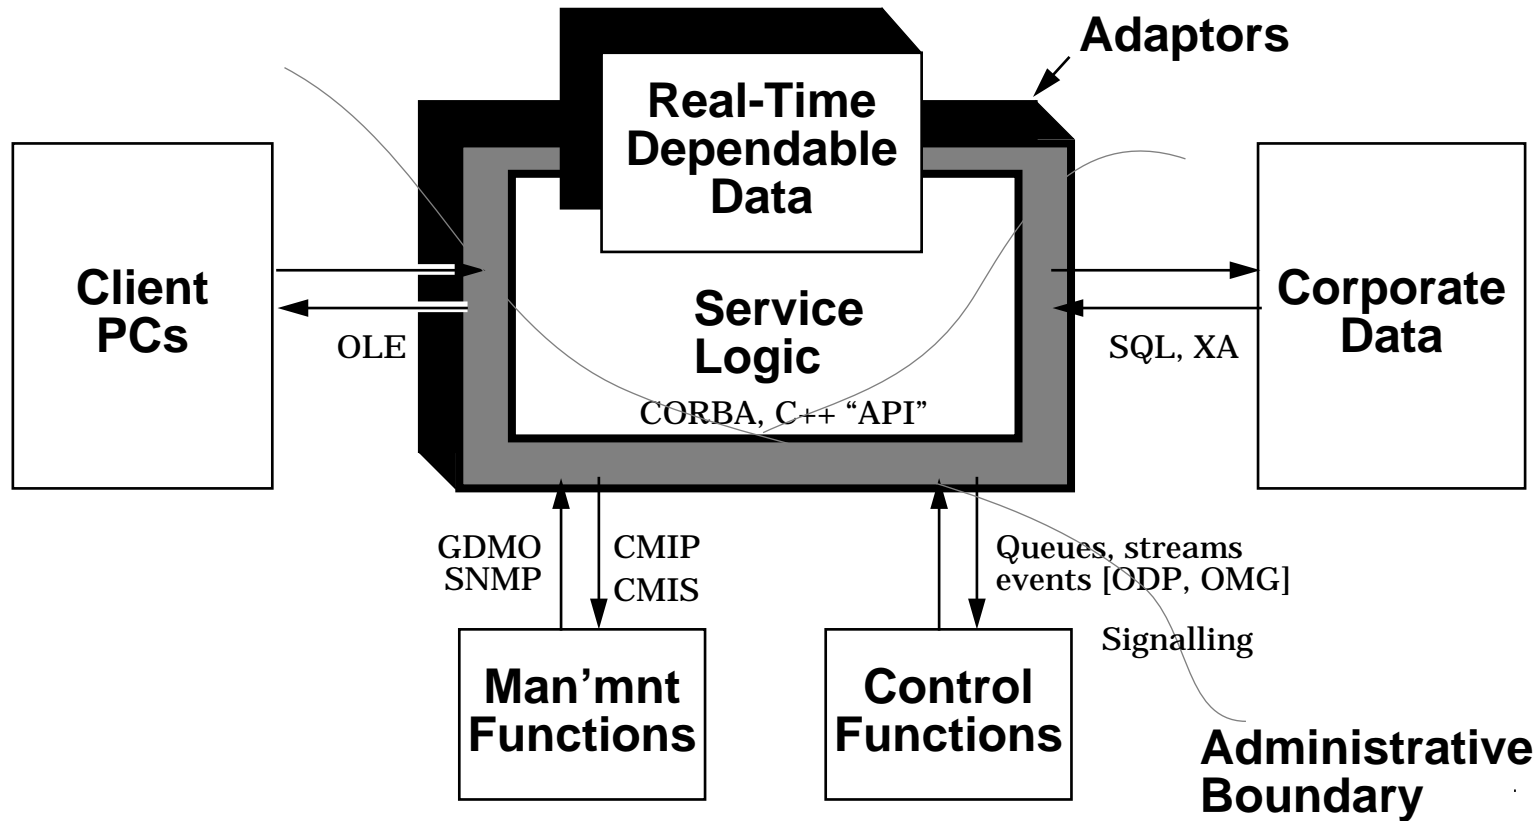 Adaptors
Real-Time
Dependable
Data
Client
PCs
OLE
Service
Logic
CORBA, C++ “API”
Corporate
Data
SQL, XA
GDMO
SNMP
CMIP
CMIS
Queues, streams
events [ODP, OMG]
Signalling
Man’mnt
Functions
Control
Functions
Administrative
Boundary